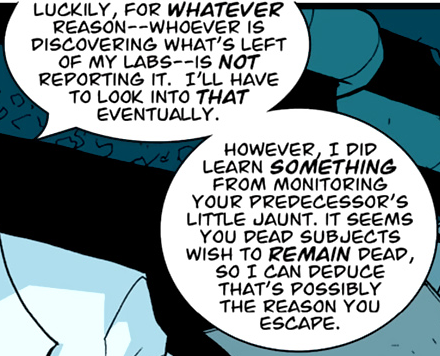 LUCKILY, FOR WHATEVER
REASON--WHOEVER IS
DISCOVERING WHAT'S LEFT
OF MY LABS--IS NOT
REPORTING IT. I'LL HAVE
TO LOOK INTO THAT
EVENTUALLY.
HOWEVER, I DID
LEARN SOMETHING
FROM MONITORING
YOUR PREDECESSOR'S
LITTLE JAUNT. IT SEEMS
YOU DEAD SUBJECTS
WISH TO REMAIN DEAD,
SO I CAN DEDUCE
THAT'S POSSIBLY
THE REASON YOU
ESCAPE.